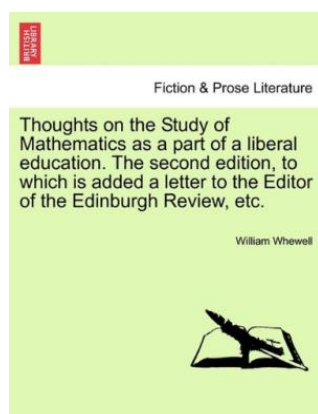 BRITISH
LIBRARY
Fiction & Prose Literature
Thoughts on the Study of
Mathematics as a part of a liberal
education. The second edition, to
which is added a letter to the Editor
of the Edinburgh Review, etc.
William Whewell